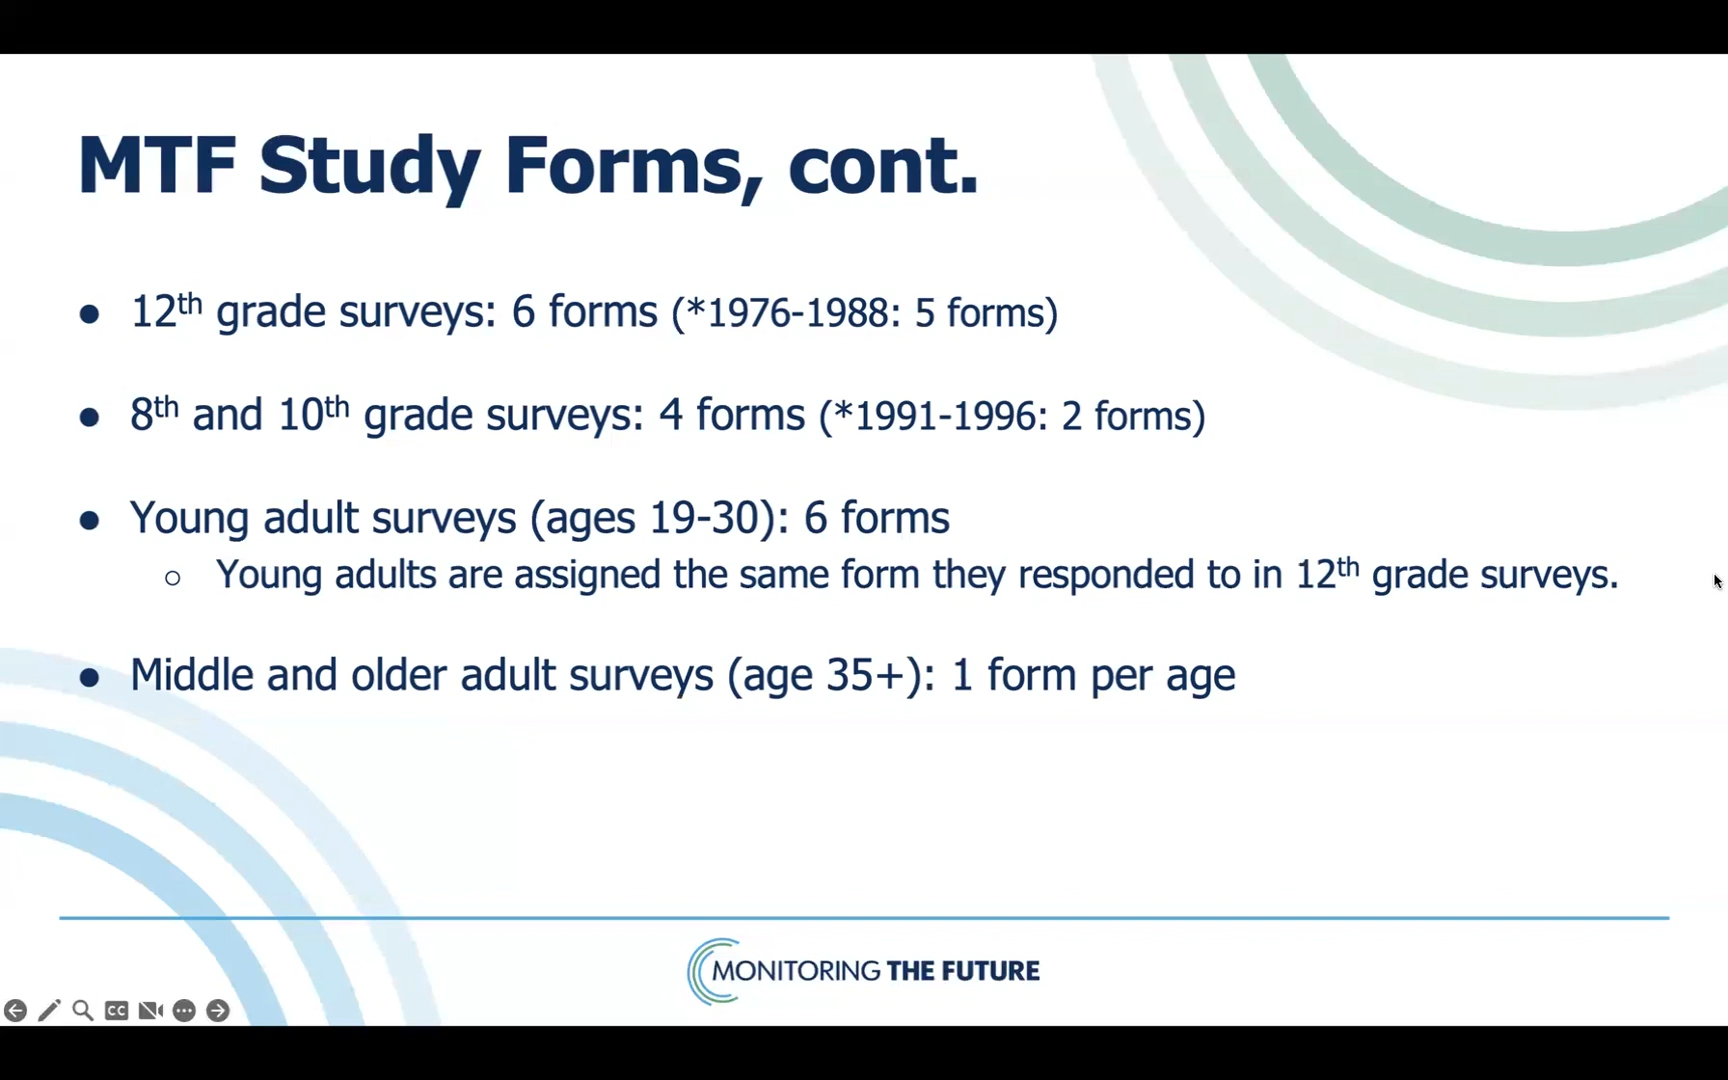 MTF Study Forms, cont.
● 12th grade surveys: 6 forms (*1976-1988: 5 forms)
● 8th and 10th grade surveys: 4 forms (*1991-1996: 2 forms)
● Young adult surveys (ages 19-30): 6 forms
○ Young adults are assigned the same form they responded to in 12th grade surveys.
● Middle and older adult surveys (age 35+): 1 form per age
MONITORING THE FUTURE
CC